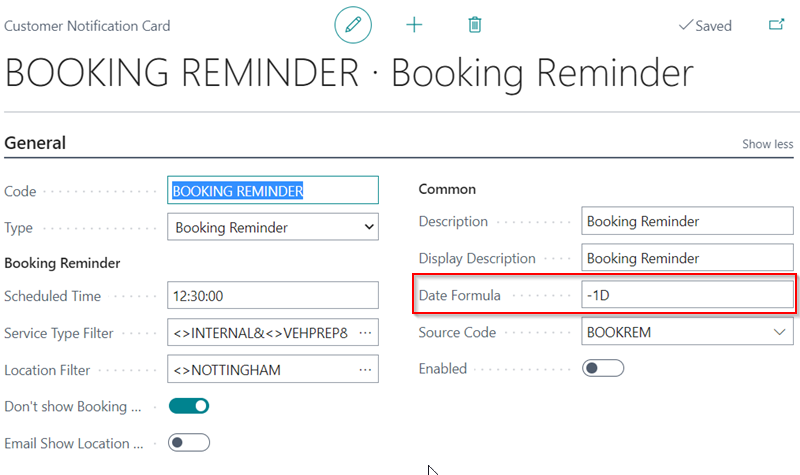 Customer Notification Card
Saved
BOOKING REMINDER · Booking Reminder
General
Show less
Code
BOOKING REMINDER
Type
Booking Reminder
Booking Reminder
Scheduled Time
12:30:00
Service Type Filter
<>INTERNAL&<>VEHPREP8 ...
Location Filter
<>NOTTINGHAM ...
Don't show Booking ...
Email Show Location ...
Common
Description
Booking Reminder
Display Description
Booking Reminder
Date Formula
-1D
Source Code
BOOKREM
Enabled